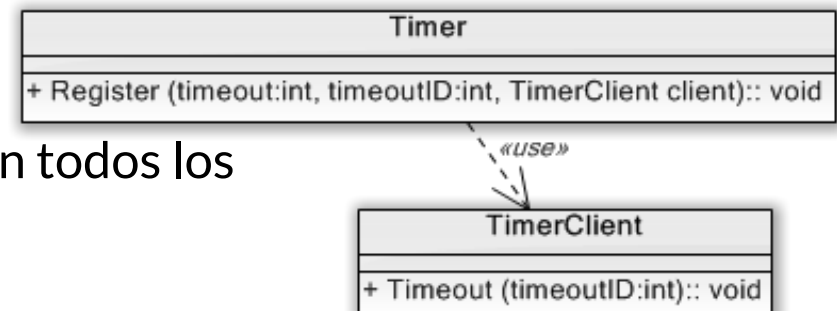 Timer
+ Register (timeout:int, timeoutID:int, TimerClient client):: void
n todos los
«use»
TimerClient
+ Timeout (timeoutID:int):: void